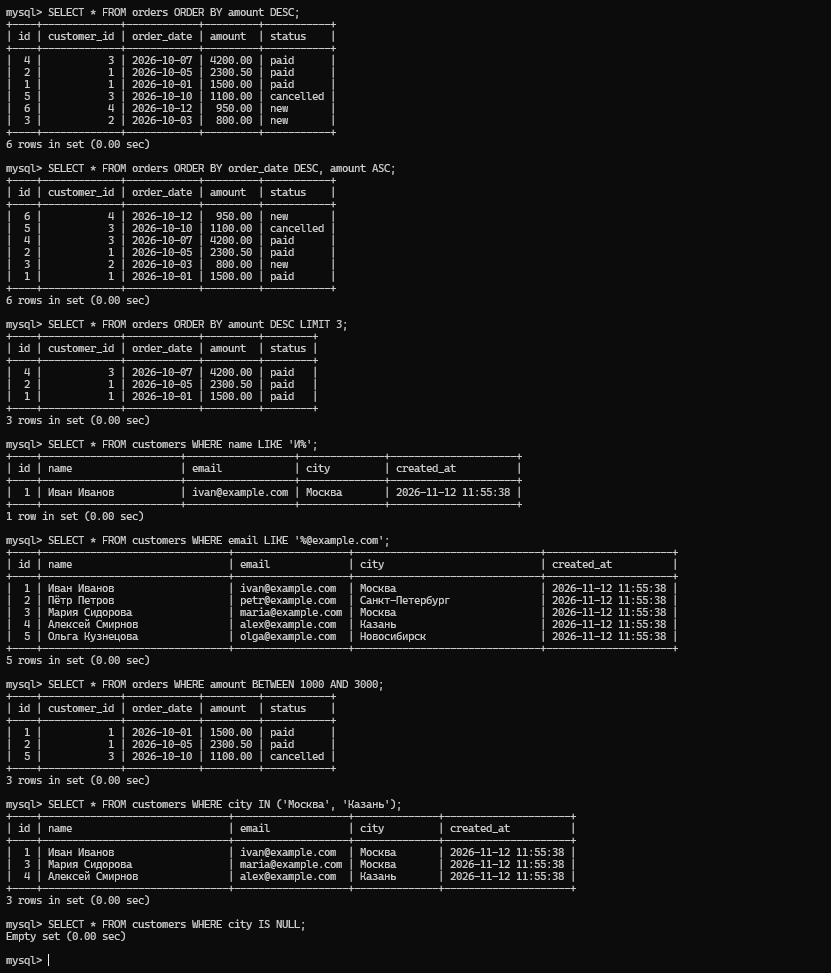 mysql> SELECT * FROM orders ORDER BY amount DESC;
+----+-------------+------------+---------+-----------+
| id | customer_id | order_date | amount  | status    |
+----+-------------+------------+---------+-----------+
|  4 |           3 | 2026-10-07 | 4200.00 | paid      |
|  2 |           1 | 2026-10-05 | 2300.50 | paid      |
|  1 |           1 | 2026-10-01 | 1500.00 | paid      |
|  5 |           3 | 2026-10-10 | 1100.00 | cancelled |
|  6 |           4 | 2026-10-12 |  950.00 | new       |
|  3 |           2 | 2026-10-03 |  800.00 | new       |
+----+-------------+------------+---------+-----------+
6 rows in set (0.00 sec)

mysql> SELECT * FROM orders ORDER BY order_date DESC, amount ASC;
+----+-------------+------------+---------+-----------+
| id | customer_id | order_date | amount  | status    |
+----+-------------+------------+---------+-----------+
|  6 |           4 | 2026-10-12 |  950.00 | new       |
|  5 |           3 | 2026-10-10 | 1100.00 | cancelled |
|  4 |           3 | 2026-10-07 | 4200.00 | paid      |
|  2 |           1 | 2026-10-05 | 2300.50 | paid      |
|  3 |           2 | 2026-10-03 |  800.00 | new       |
|  1 |           1 | 2026-10-01 | 1500.00 | paid      |
+----+-------------+------------+---------+-----------+
6 rows in set (0.00 sec)

mysql> SELECT * FROM orders ORDER BY amount DESC LIMIT 3;
+----+-------------+------------+---------+--------+
| id | customer_id | order_date | amount  | status |
+----+-------------+------------+---------+--------+
|  4 |           3 | 2026-10-07 | 4200.00 | paid   |
|  2 |           1 | 2026-10-05 | 2300.50 | paid   |
|  1 |           1 | 2026-10-01 | 1500.00 | paid   |
+----+-------------+------------+---------+--------+
3 rows in set (0.00 sec)

mysql> SELECT * FROM customers WHERE name LIKE 'И%';
+----+-----------------------+------------------+--------------+---------------------+
| id | name                  | email            | city         | created_at          |
+----+-----------------------+------------------+--------------+---------------------+
|  1 | Иван Иванов           | ivan@example.com | Москва       | 2026-11-12 11:55:38 |
+----+-----------------------+------------------+--------------+---------------------+
1 row in set (0.00 sec)

mysql> SELECT * FROM customers WHERE email LIKE '%@example.com';
+----+-------------------------------+-------------------+-------------------------------+---------------------+
| id | name                          | email             | city                          | created_at          |
+----+-------------------------------+-------------------+-------------------------------+---------------------+
|  1 | Иван Иванов                   | ivan@example.com  | Москва                        | 2026-11-12 11:55:38 |
|  2 | Пётр Петров                   | petr@example.com  | Санкт-Петербург               | 2026-11-12 11:55:38 |
|  3 | Мария Сидорова                | maria@example.com | Москва                        | 2026-11-12 11:55:38 |
|  4 | Алексей Смирнов               | alex@example.com  | Казань                        | 2026-11-12 11:55:38 |
|  5 | Ольга Кузнецова               | olga@example.com  | Новосибирск                   | 2026-11-12 11:55:38 |
+----+-------------------------------+-------------------+-------------------------------+---------------------+
5 rows in set (0.00 sec)

mysql> SELECT * FROM orders WHERE amount BETWEEN 1000 AND 3000;
+----+-------------+------------+---------+-----------+
| id | customer_id | order_date | amount  | status    |
+----+-------------+------------+---------+-----------+
|  1 |           1 | 2026-10-01 | 1500.00 | paid      |
|  2 |           1 | 2026-10-05 | 2300.50 | paid      |
|  5 |           3 | 2026-10-10 | 1100.00 | cancelled |
+----+-------------+------------+---------+-----------+
3 rows in set (0.00 sec)

mysql> SELECT * FROM customers WHERE city IN ('Москва', 'Казань');
+----+-------------------------------+-------------------+--------------+---------------------+
| id | name                          | email             | city         | created_at          |
+----+-------------------------------+-------------------+--------------+---------------------+
|  1 | Иван Иванов                   | ivan@example.com  | Москва       | 2026-11-12 11:55:38 |
|  3 | Мария Сидорова                | maria@example.com | Москва       | 2026-11-12 11:55:38 |
|  4 | Алексей Смирнов               | alex@example.com  | Казань       | 2026-11-12 11:55:38 |
+----+-------------------------------+-------------------+--------------+---------------------+
3 rows in set (0.00 sec)

mysql> SELECT * FROM customers WHERE city IS NULL;
Empty set (0.00 sec)

mysql>